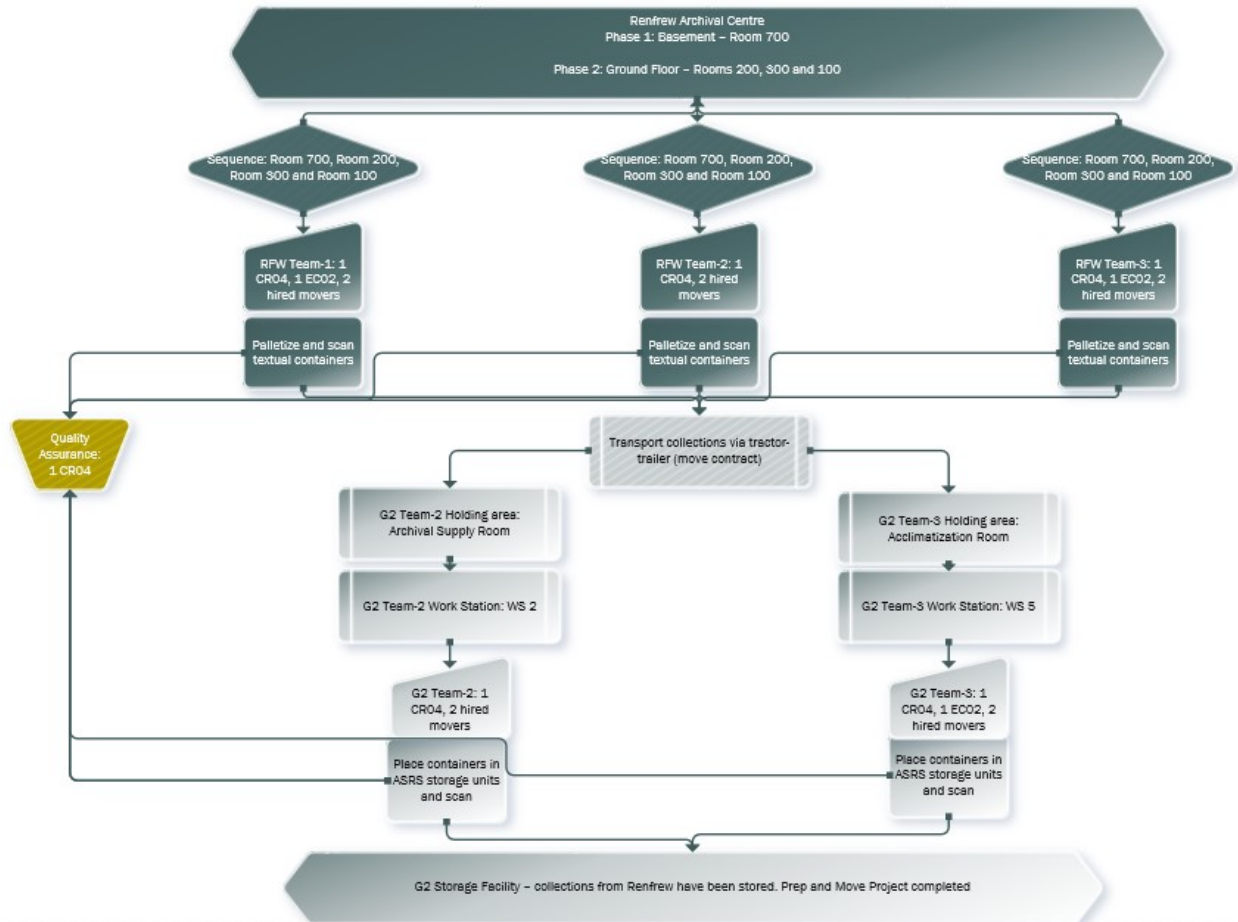 Renfrew Archival Centre
Phase 1: Basement – Room 700
Phase 2: Ground Floor – Rooms 200, 300 and 100
Sequence: Room 700, Room 200,
Room 300 and Room 100
Sequence: Room 700, Room 200,
Room 300 and Room 100
Sequence: Room 700, Room 200,
Room 300 and Room 100
RFW Team-1: 1
CR04, 1 EC02, 2
hired movers
RFW Team-2: 1
CR04, 2 hired
movers
RFW Team-3: 1
CR04, 1 EC02, 2
hired movers
Palletize and scan
textual containers
Palletize and scan
textual containers
Palletize and scan
textual containers
Quality
Assurance:
1 CR04
Transport collections via tractor-
trailer (move contract)
G2 Team-2 Holding area:
Archival Supply Room
G2 Team-3 Holding area:
Acclimatization Room
G2 Team-2 Work Station: WS 2
G2 Team-3 Work Station: WS 5
G2 Team-2: 1
CR04, 2 hired
movers
G2 Team-3: 1
CR04, 1 EC02, 2
hired movers
Place containers in
ASRS storage units
and scan
Place containers in
ASRS storage units
and scan
G2 Storage Facility – collections from Renfrew have been stored. Prep and Move Project completed